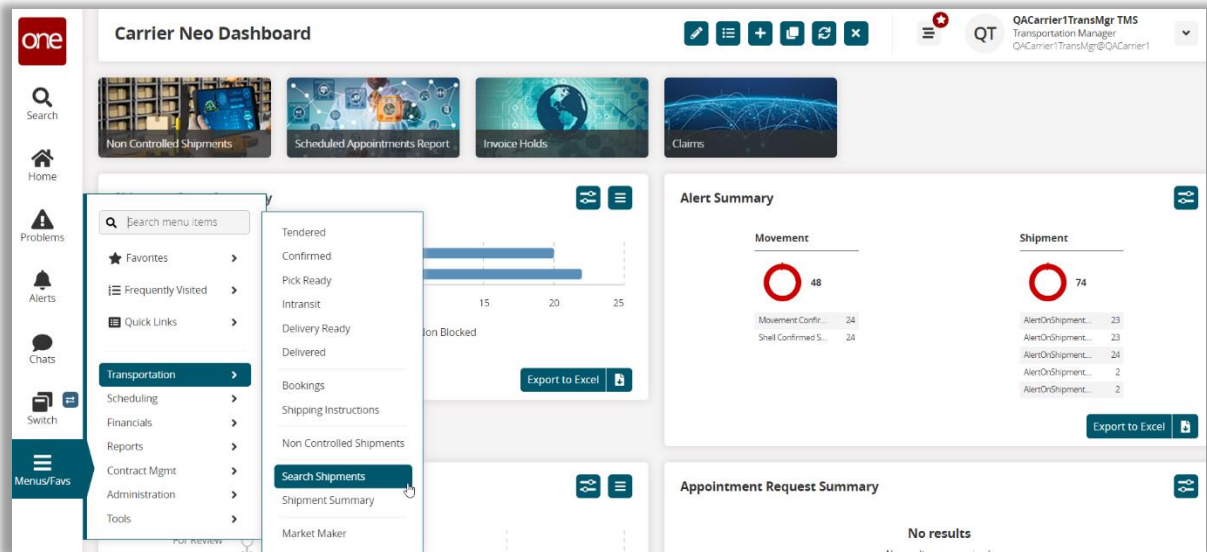 one
Carrier Neo Dashboard
QT
QACarrier1TransMgr TMS
Transportation Manager
QACarrier1TransMgr@QACarrier1
Search
Home
Problems
Alerts
Chats
Switch
Menus/Favs
Non Controlled Shipments
Scheduled Appointments Report
Invoice Holds
Claims
Search menu items
Favorites
Frequently Visited
Quick Links
Transportation
Scheduling
Financials
Reports
Contract Mgmt
Administration
Tools
Tendered
Confirmed
Pick Ready
Intransit
Delivery Ready
Delivered
Bookings
Shipping Instructions
Non Controlled Shipments
Search Shipments
Shipment Summary
Market Maker
15 20 25
Blocked
Export to Excel
For Review
Alert Summary
Movement
48
Movement Confir... 24
Shell Confirmed S... 24
Shipment
74
AlertOnShipment... 23
AlertOnShipment... 23
AlertOnShipment... 24
AlertOnShipment... 2
AlertOnShipment... 2
Export to Excel
Appointment Request Summary
No results